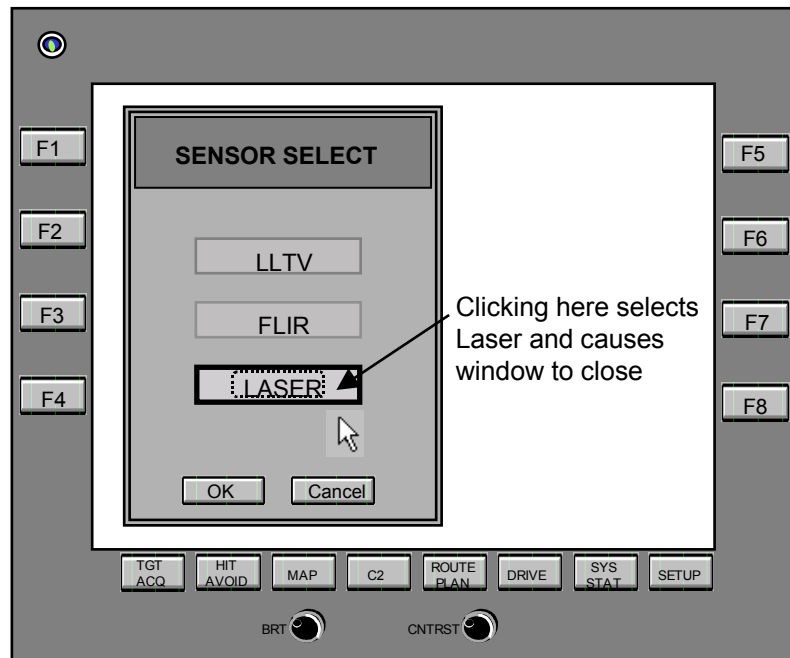 F1
F2
F3
F4
SENSOR SELECT
LLTV
FLIR
LASER
OK Cancel
Clicking here selects
Laser and causes
window to close
F5
F6
F7
F8
TGT
ACQ
HIT
AVOID
MAP
C2
ROUTE
PLAN
DRIVE
SYS
STAT
SETUP
BRT
CNTRST